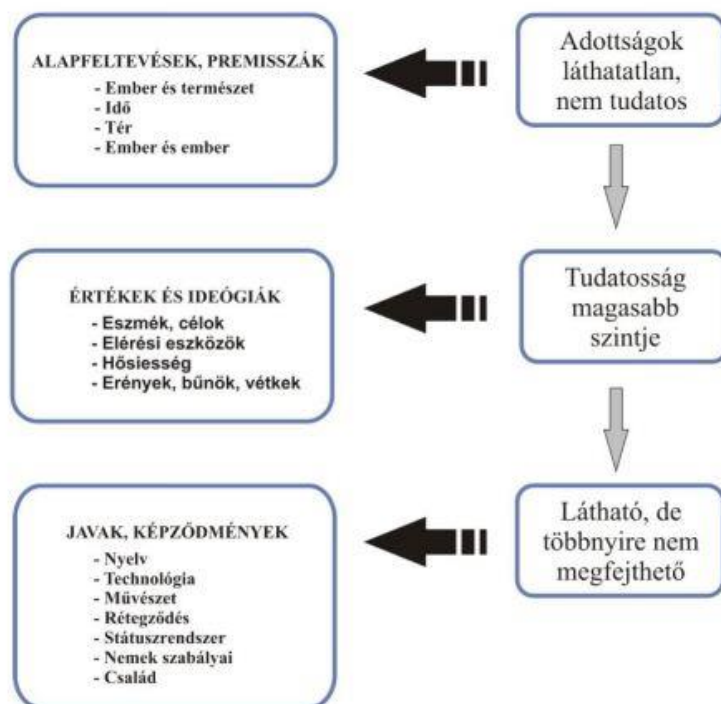 ALAPFELTEVÉSEK, PREMISSZÁK
- Ember és természet
- Idő
- Tér
- Ember és ember
Adottságok
láthatatlan,
nem tudatos
ÉRTÉKEK ÉS IDEÓGIÁK
- Eszmék, célok
- Elérési eszközök
- Hősiesség
- Erények, bűnök, vétkek
Tudatosság
magasabb
szintje
JAVAK, KÉPZŐDMÉNYEK
- Nyelv
- Technológia
- Művészet
- Rétegződés
- Státuszrendszer
- Nemek szabályai
- Család
Látható, de
többnyire nem
megfejthető